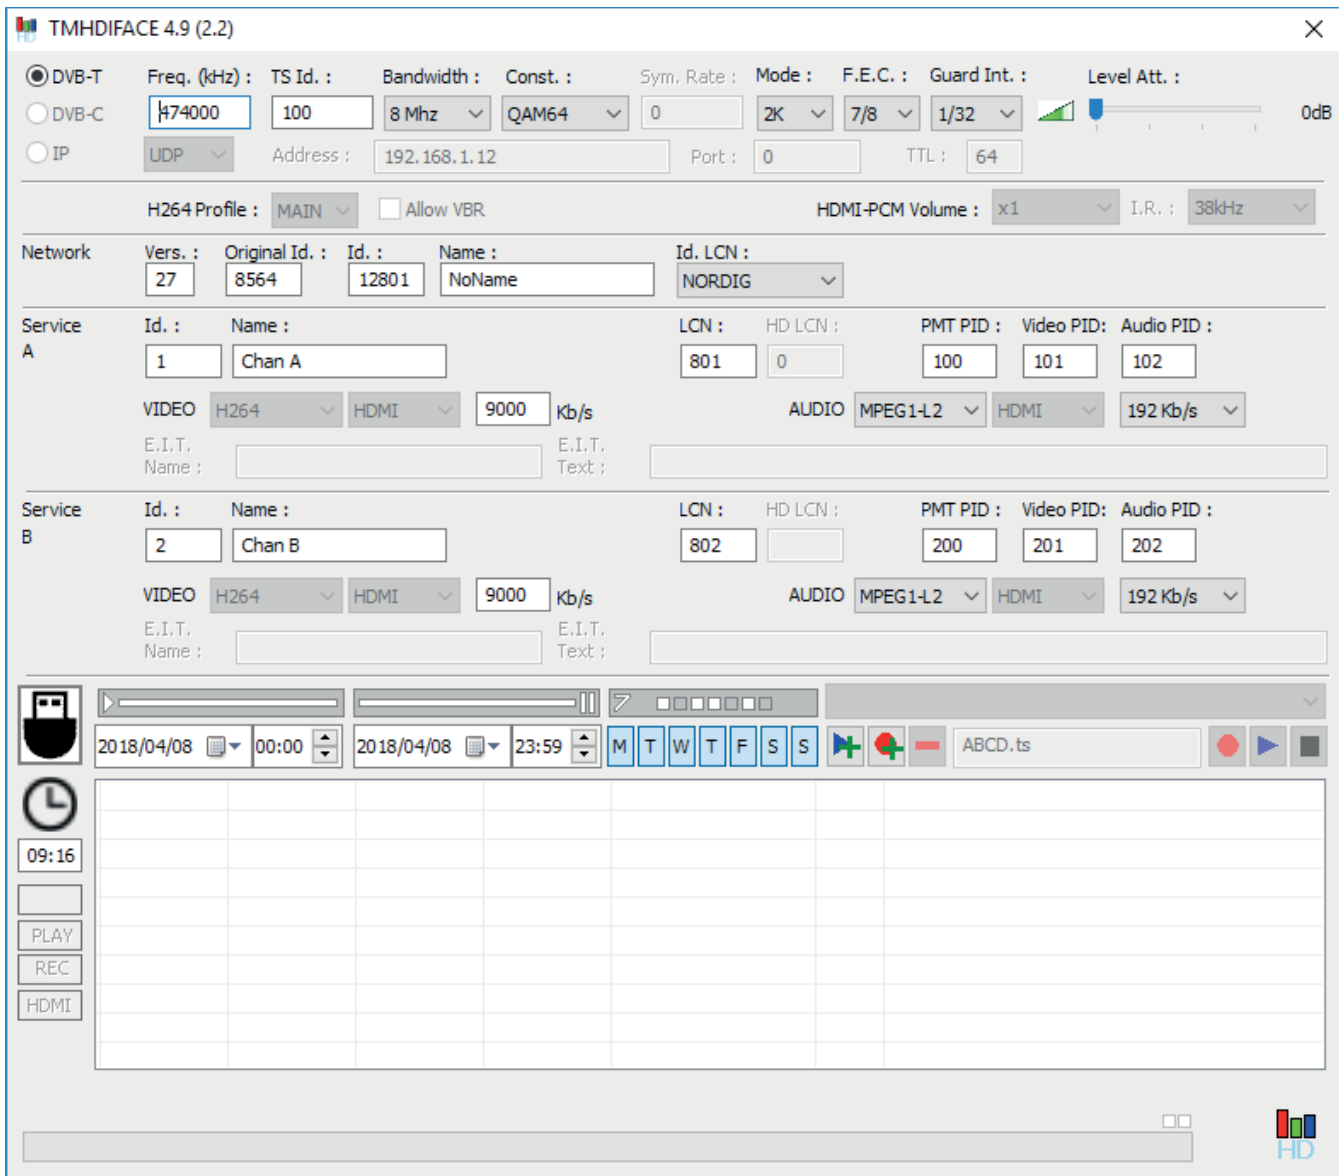 TMHDIFACE 4.9 (2.2)
DVB-T Freq. (kHz) : TS Id. : Bandwidth : Const. : Sym. Rate : Mode : F.E.C. : Guard Int. : Level Att. :
DVB-C 474000 100 8 Mhz QAM64 0 2K 7/8 1/32 0dB
IP UDP Address : 192.168.1.12 Port : 0 TTL : 64
H264 Profile : MAIN Allow VBR HDMI-PCM Volume : x1 I.R. : 38kHz
Network Vers. : Original Id. : Id. : Name : Id. LCN :
27 8564 12801 NoName NORDIG
Service Id. : Name : LCN : HD LCN : PMT PID : Video PID: Audio PID :
A 1 Chan A 801 0 100 101 102
VIDEO H264 HDMI 9000 Kb/s AUDIO MPEG1-L2 HDMI 192 Kb/s
E.I.T. E.I.T.
Name : Text :
Service Id. : Name : LCN : HD LCN : PMT PID : Video PID: Audio PID :
B 2 Chan B 802 200 201 202
VIDEO H264 HDMI 9000 Kb/s AUDIO MPEG1-L2 HDMI 192 Kb/s
E.I.T. E.I.T.
Name : Text :
2018/04/08 00:00 2018/04/08 23:59 M T W T F S S ABCD.ts
09:16
PLAY
REC
HDMI
HD